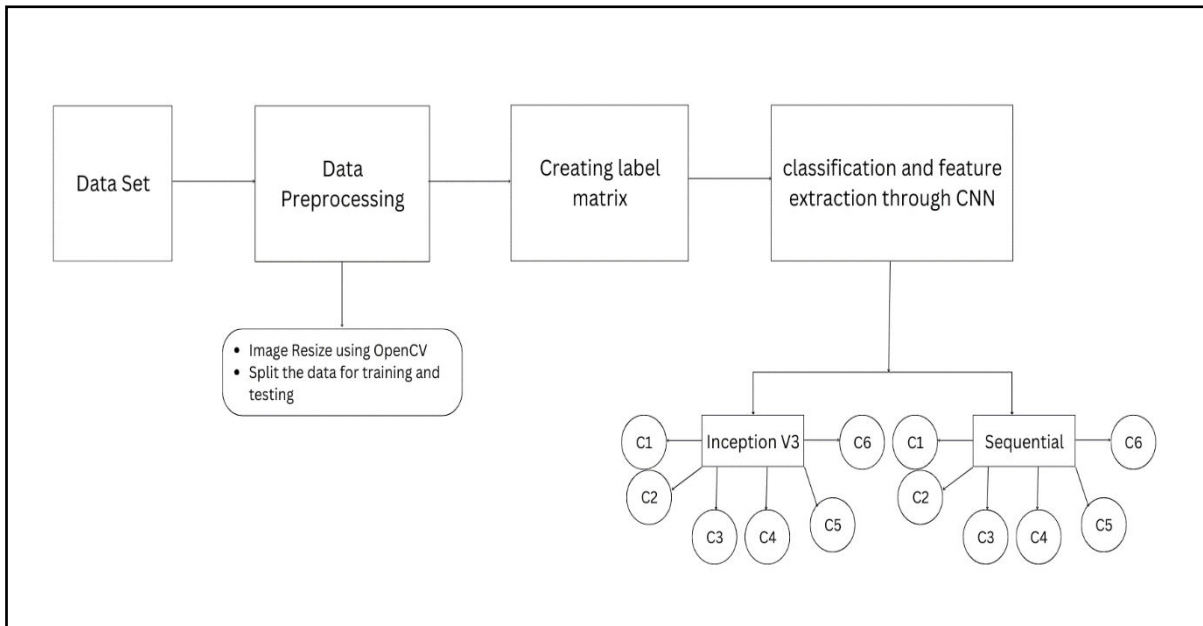 Data Set
Data
Preprocessing
Creating label
matrix
classification and feature
extraction through CNN
• Image Resize using OpenCV
• Split the data for training and
testing
Inception V3
C1
C2
C3
C4
C5
C6
Sequential
C1
C2
C3
C4
C5
C6